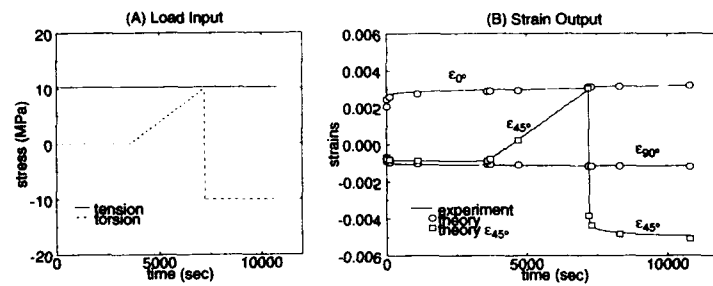 (A) Load Input
20
10
0
-10
-20
stress (MPa)
tension
torsion
0
5000
10000
time (sec)
(B) Strain Output
0.006
0.004
0.002
0.000
-0.002
-0.004
-0.006
strains
ε0°
ε45°
ε90°
ε45°
experiment
theory
theory ε45°
0
5000
10000
time (sec)